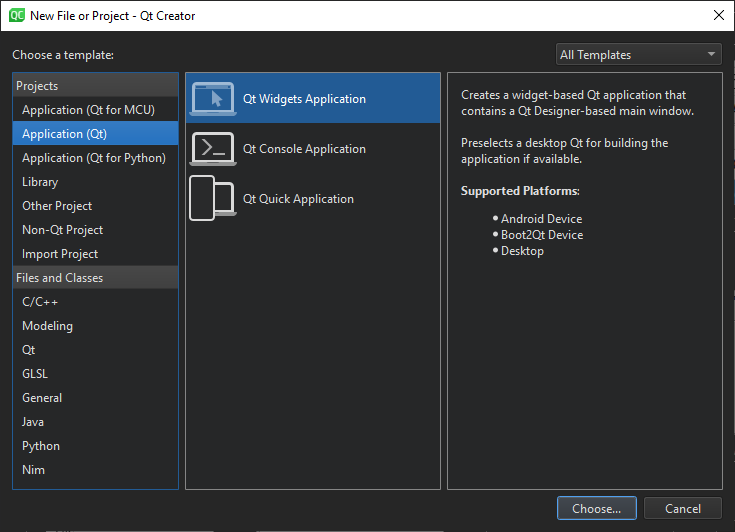 QC New File or Project - Qt Creator
Choose a template:
All Templates
Projects
Application (Qt for MCU)
Application (Qt)
Application (Qt for Python)
Library
Other Project
Non-Qt Project
Import Project
Files and Classes
C/C++
Modeling
Qt
GLSL
General
Java
Python
Nim
Qt Widgets Application
Qt Console Application
Qt Quick Application
Creates a widget-based Qt application that
contains a Qt Designer-based main window.
Preselects a desktop Qt for building the
application if available.
Supported Platforms:
• Android Device
• Boot2Qt Device
• Desktop
Choose...
Cancel